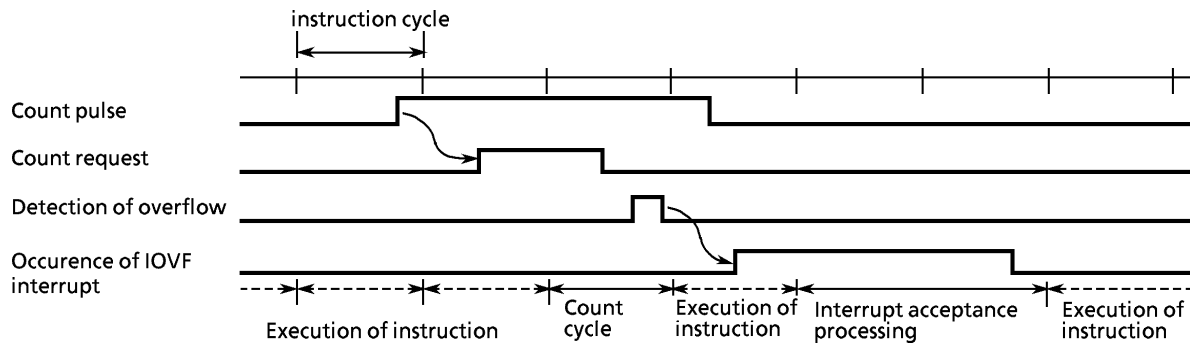 instruction cycle
Count pulse
Count request
Detection of overflow
Occurence of IOVF
interrupt
Execution of instruction
Count
cycle
Execution of
instruction
Interrupt acceptance
processing
Execution of
instruction